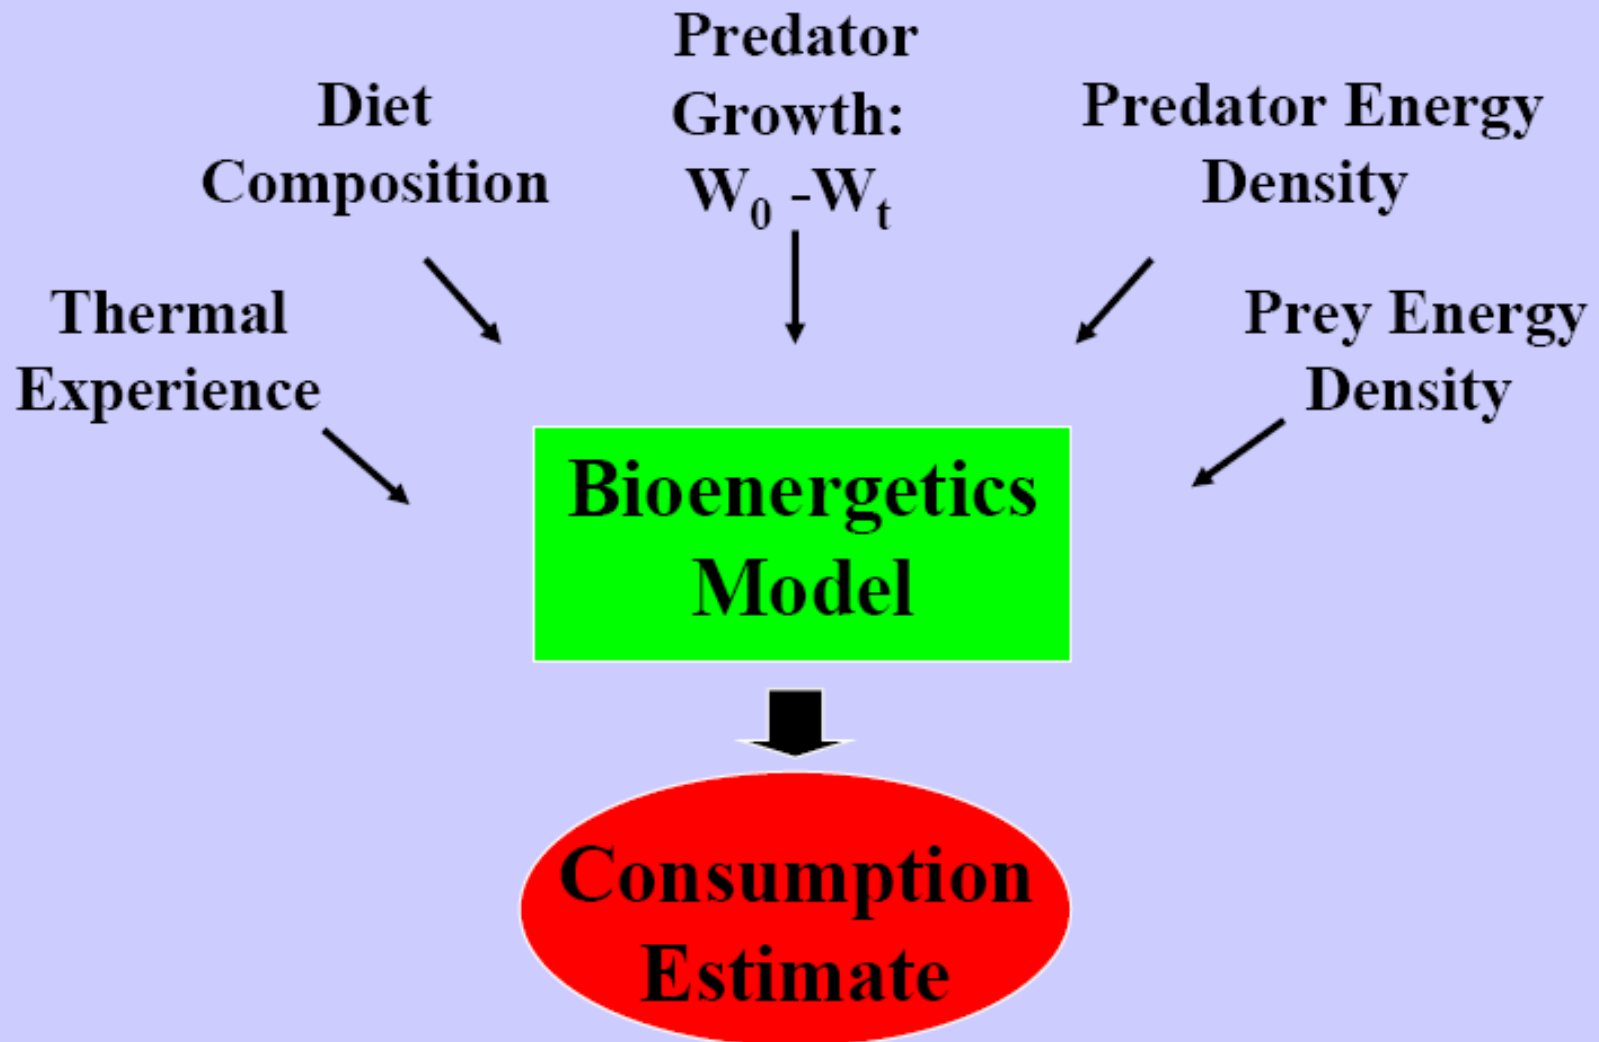 Predator
Growth:
W₀ -Wₜ
Diet
Composition
Predator Energy
Density
Thermal
Experience
Prey Energy
Density
Bioenergetics
Model
Consumption
Estimate